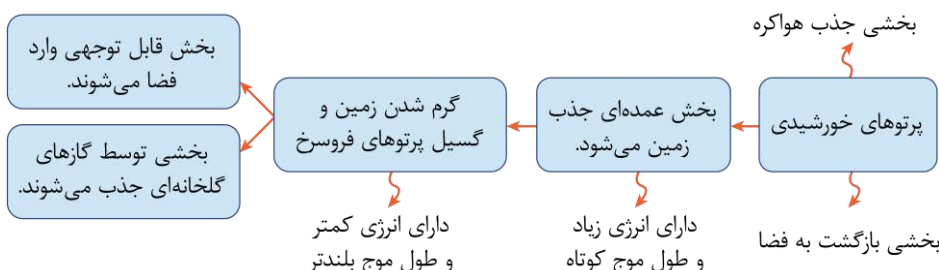 بخشی جذب هواکره
پرتوهای خورشیدی
بخشی بازگشت به فضا
بخش عمده‌ای جذب
زمین می‌شود.
دارای انرژی زیاد
و طول موج کوتاه
گرم شدن زمین و
گسیل پرتوهای فروسرخ
دارای انرژی کمتر
و طول موج بلندتر
بخش قابل توجهی وارد
فضا می‌شوند.
بخشی توسط گازهای
گلخانه‌ای جذب می‌شوند.